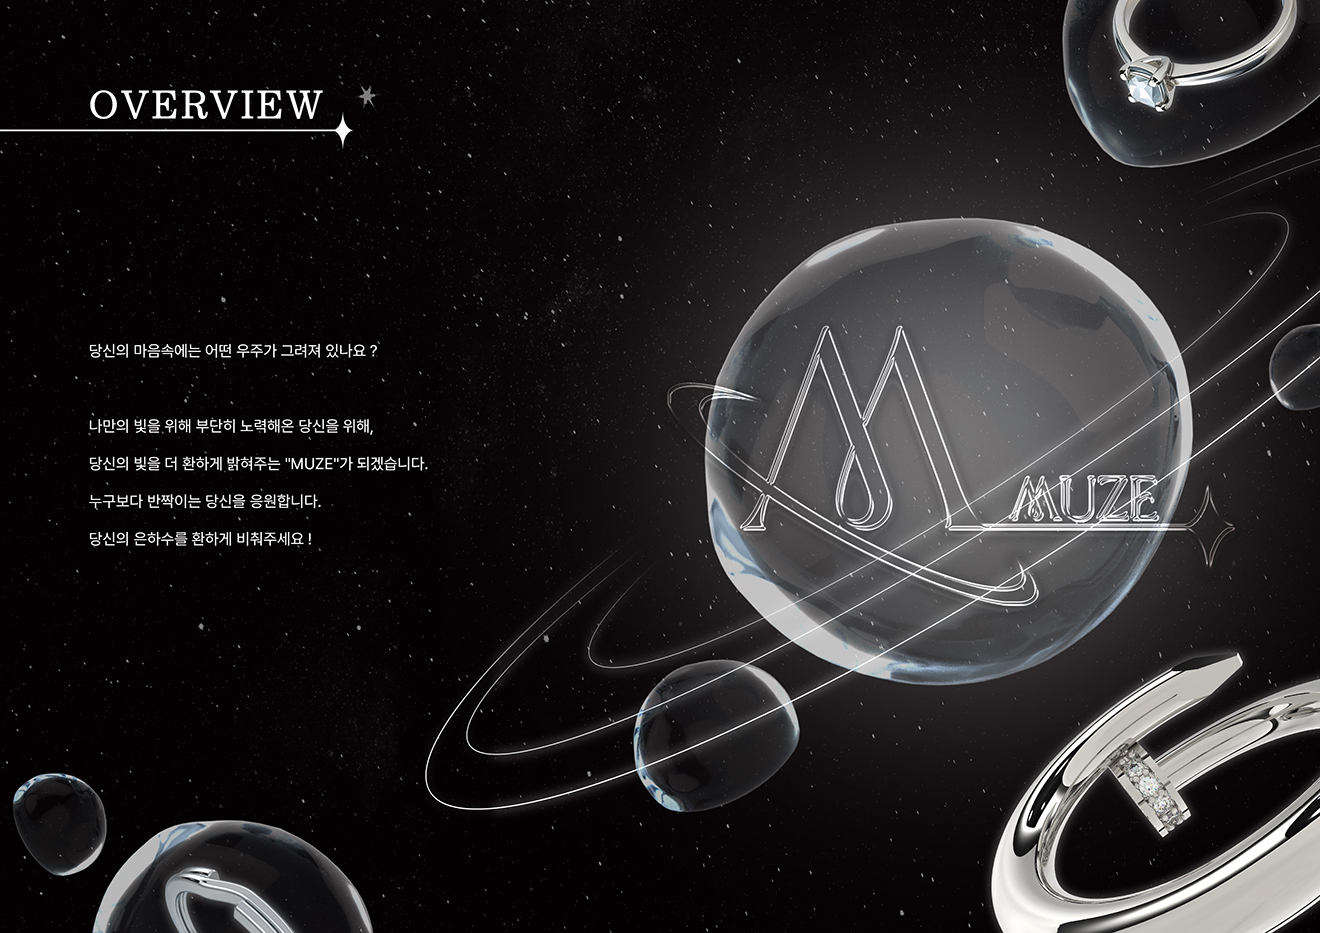 OVERVIEW
당신의 마음속에는 어떤 우주가 그려져 있나요 ?
나만의 빛을 위해 부단히 노력해온 당신을 위해,
당신의 빛을 더 환하게 밝혀주는 "MUZE"가 되겠습니다.
누구보다 반짝이는 당신을 응원합니다.
당신의 은하수를 환하게 비춰주세요 !
M
MUZE